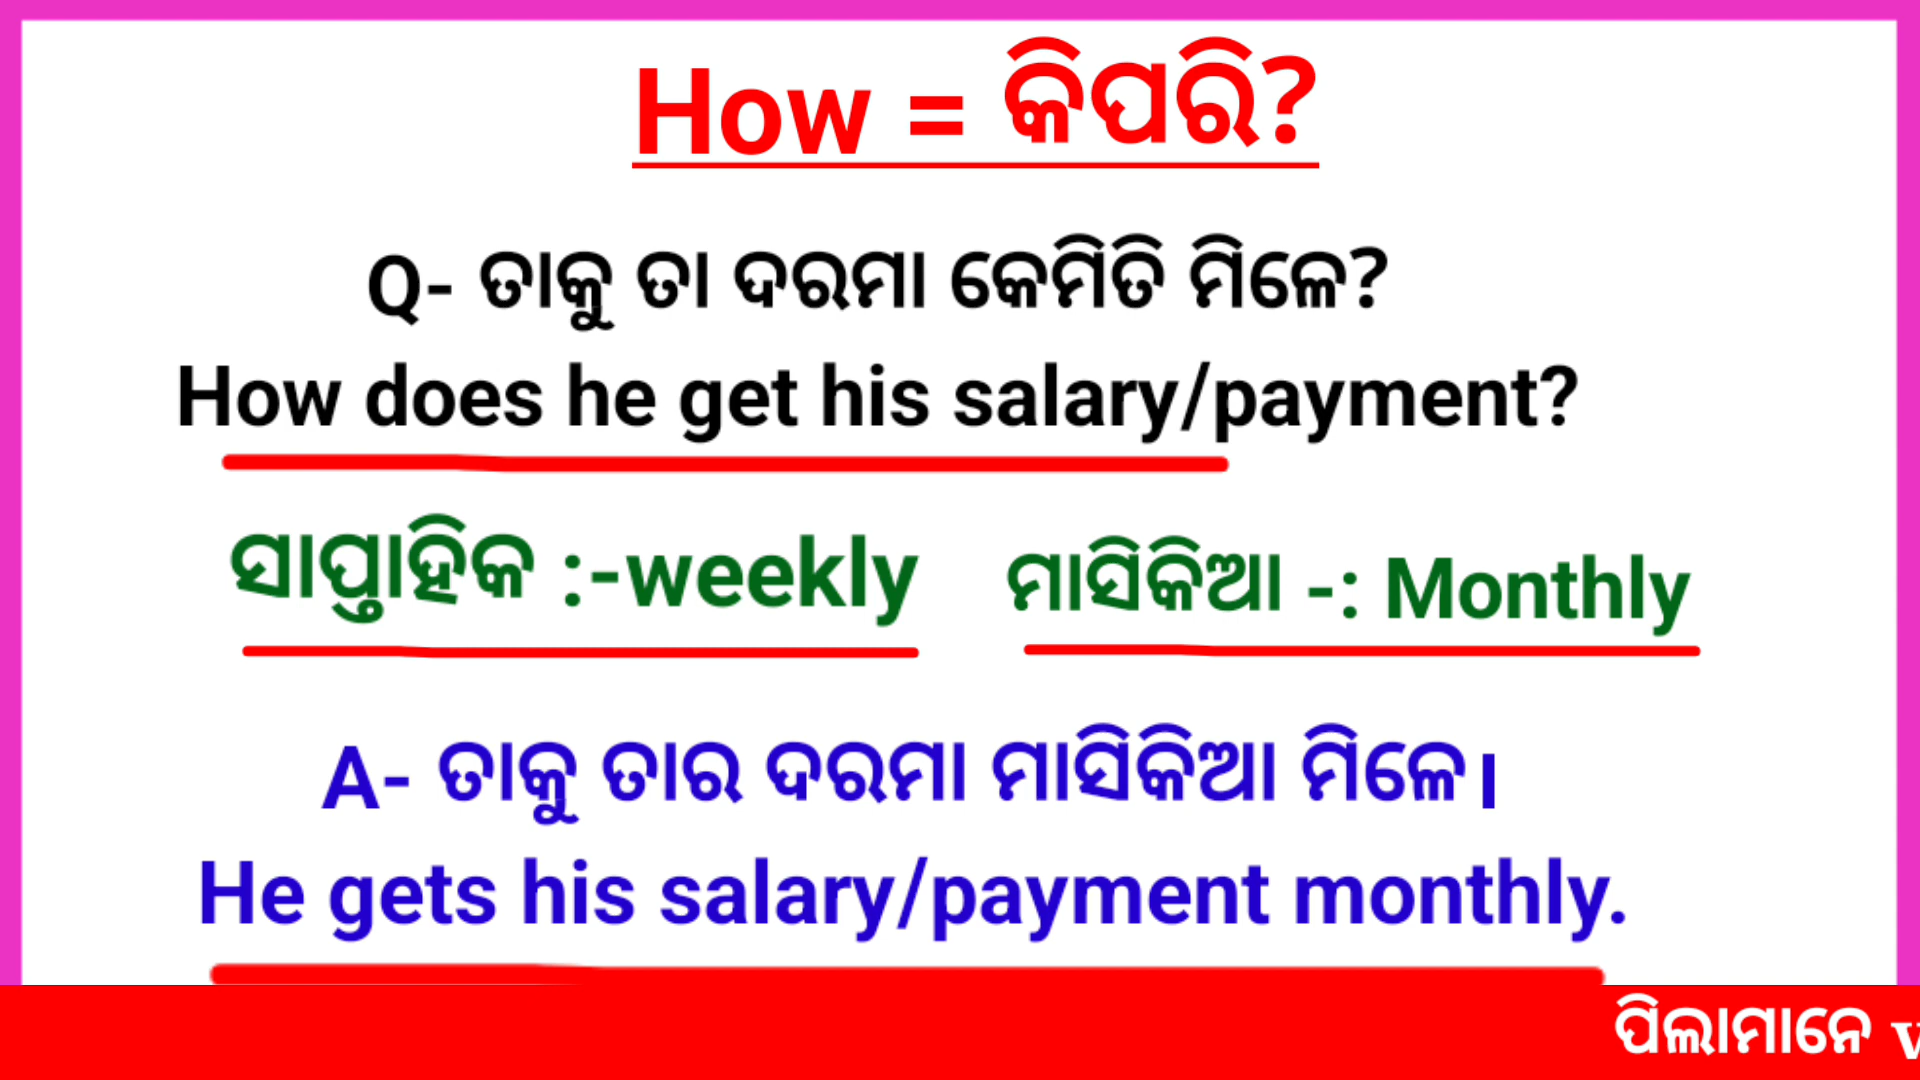 How = କିପରି?
Q- ତାକୁ ତା ଦରମା କେମିତି ମିଳେ?
How does he get his salary/payment?
ସାପ୍ତାହିକ :-weekly ମାସିକିଆ -: Monthly
A- ତାକୁ ତାର ଦରମା ମାସିକିଆ ମିଳେ।
He gets his salary/payment monthly.
ପିଲାମାନେ